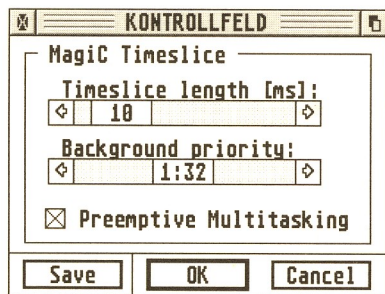 KONTROLLFELD
MagiC Timeslice
Timeslice length [ms]:
10
Background priority:
1:32
Preemptive Multitasking
Save OK Cancel